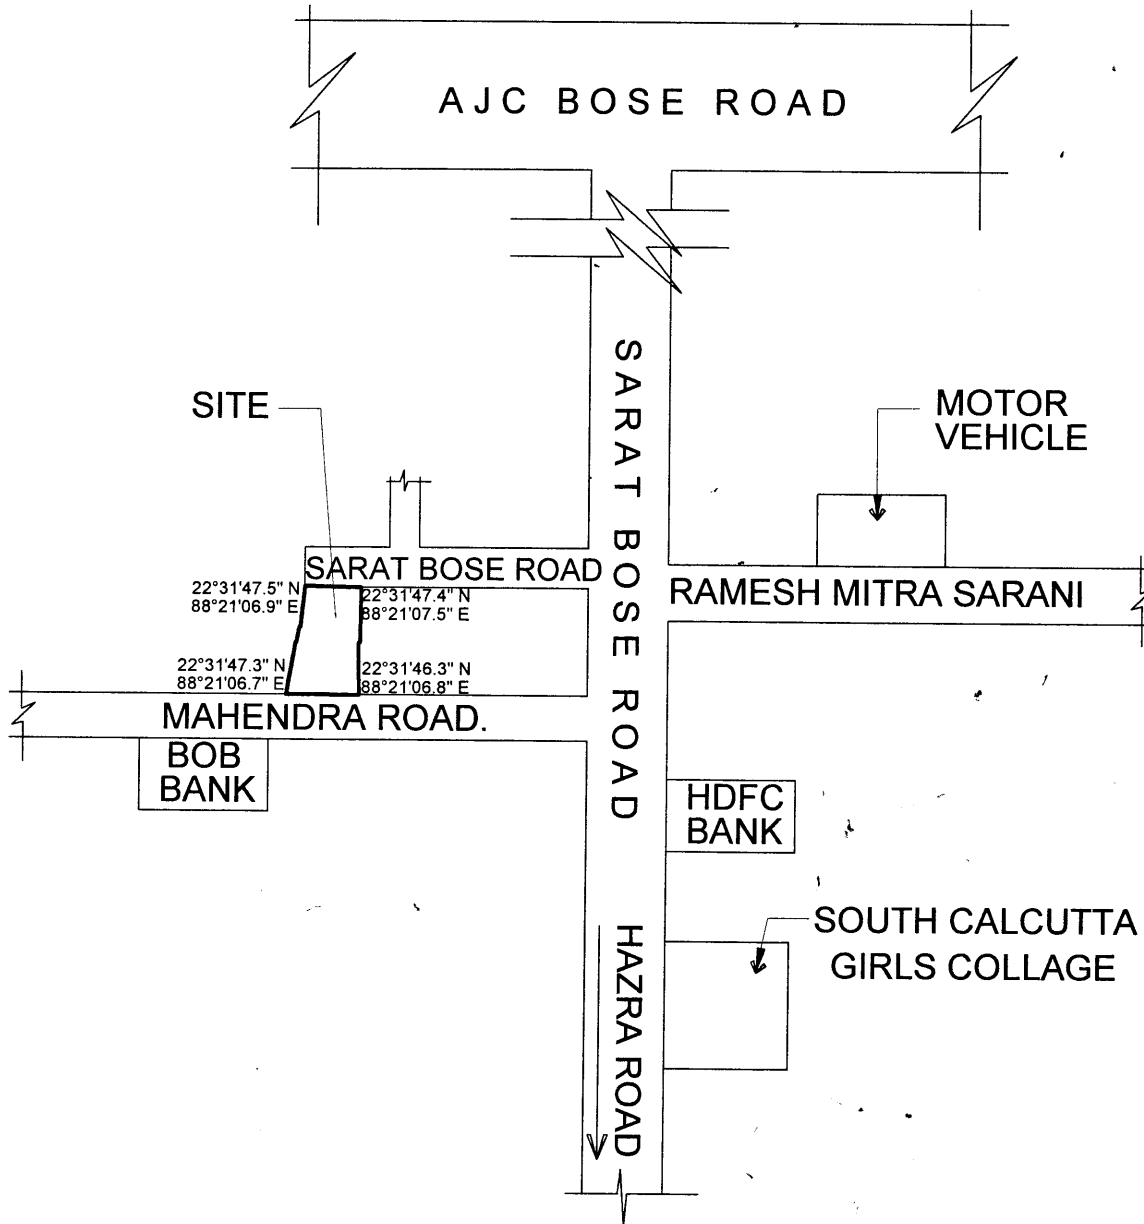 AJC BOSE ROAD
SARAT BOSE ROAD
SITE
MOTOR
VEHICLE
SARAT BOSE ROAD
22°31'47.5" N
88°21'06.9" E
22°31'47.4" N
88°21'07.5" E
RAMESH MITRA SARANI
22°31'47.3" N
88°21'06.7" E
22°31'46.3" N
88°21'06.8" E
MAHENDRA ROAD.
BOB
BANK
HDFC
BANK
SOUTH CALCUTTA
GIRLS COLLAGE
HAZRA ROAD